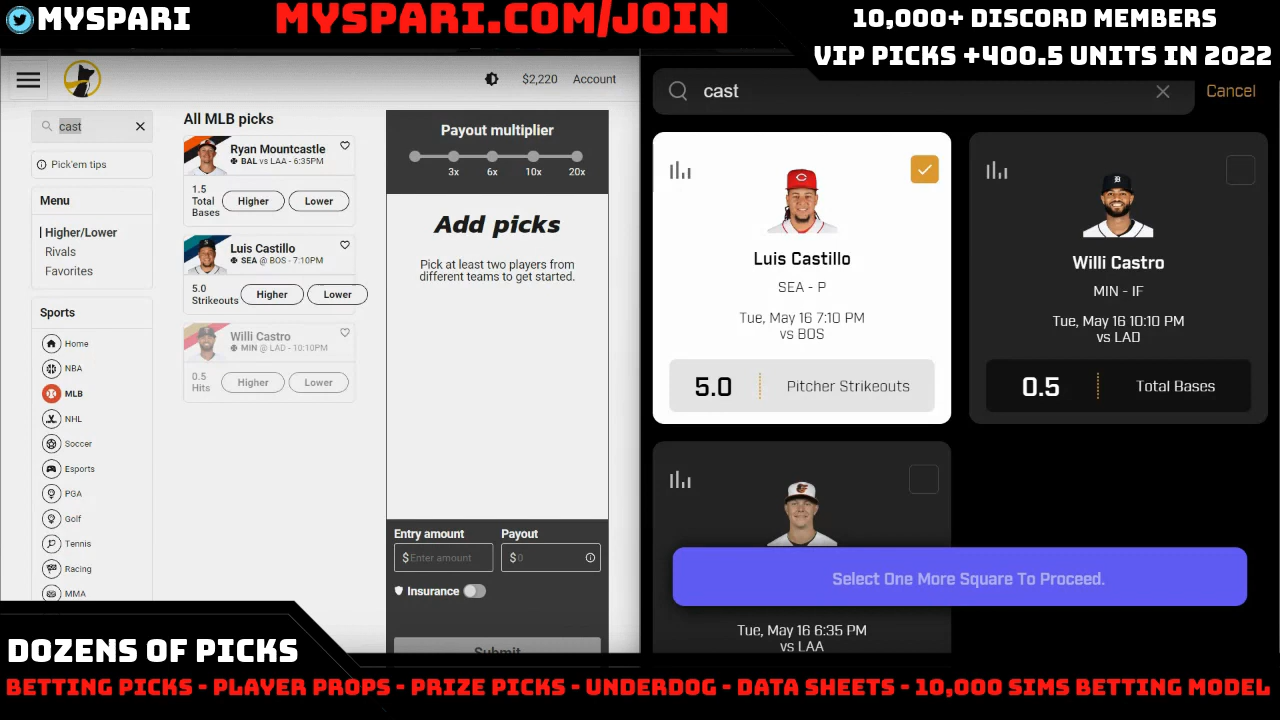 MYSPARI
MYSPARI.COM/JOIN
10,000+ DISCORD MEMBERS
VIP PICKS +400.5 UNITS IN 2022
$2,220
Account
cast
Pick'em tips
Menu
Higher/Lower
Rivals
Favorites
Sports
Home
NBA
MLB
NHL
Soccer
Esports
PGA
Golf
Tennis
Racing
MMA
All MLB picks
Ryan Mountcastle
BAL vs LAA - 6:35PM
1.5
Total
Bases
Higher
Lower
Luis Castillo
SEA @ BOS - 7:10PM
5.0
Strikeouts
Higher
Lower
Willi Castro
MIN @ LAD - 10:10PM
0.5
Hits
Higher
Lower
Payout multiplier
3x
6x
10x
20x
Add picks
Pick at least two players from
different teams to get started.
Entry amount
Payout
$Enter amount
$0
Insurance
Submit
cast
Cancel
Luis Castillo
SEA - P
Tue, May 16 7:10 PM
vs BOS
5.0
Pitcher Strikeouts
Willi Castro
MIN - IF
Tue, May 16 10:10 PM
vs LAD
0.5
Total Bases
Select One More Square To Proceed.
Tue, May 16 6:35 PM
vs LAA
DOZENS OF PICKS
BETTING PICKS - PLAYER PROPS - PRIZE PICKS - UNDERDOG - DATA SHEETS - 10,000 SIMS BETTING MODEL